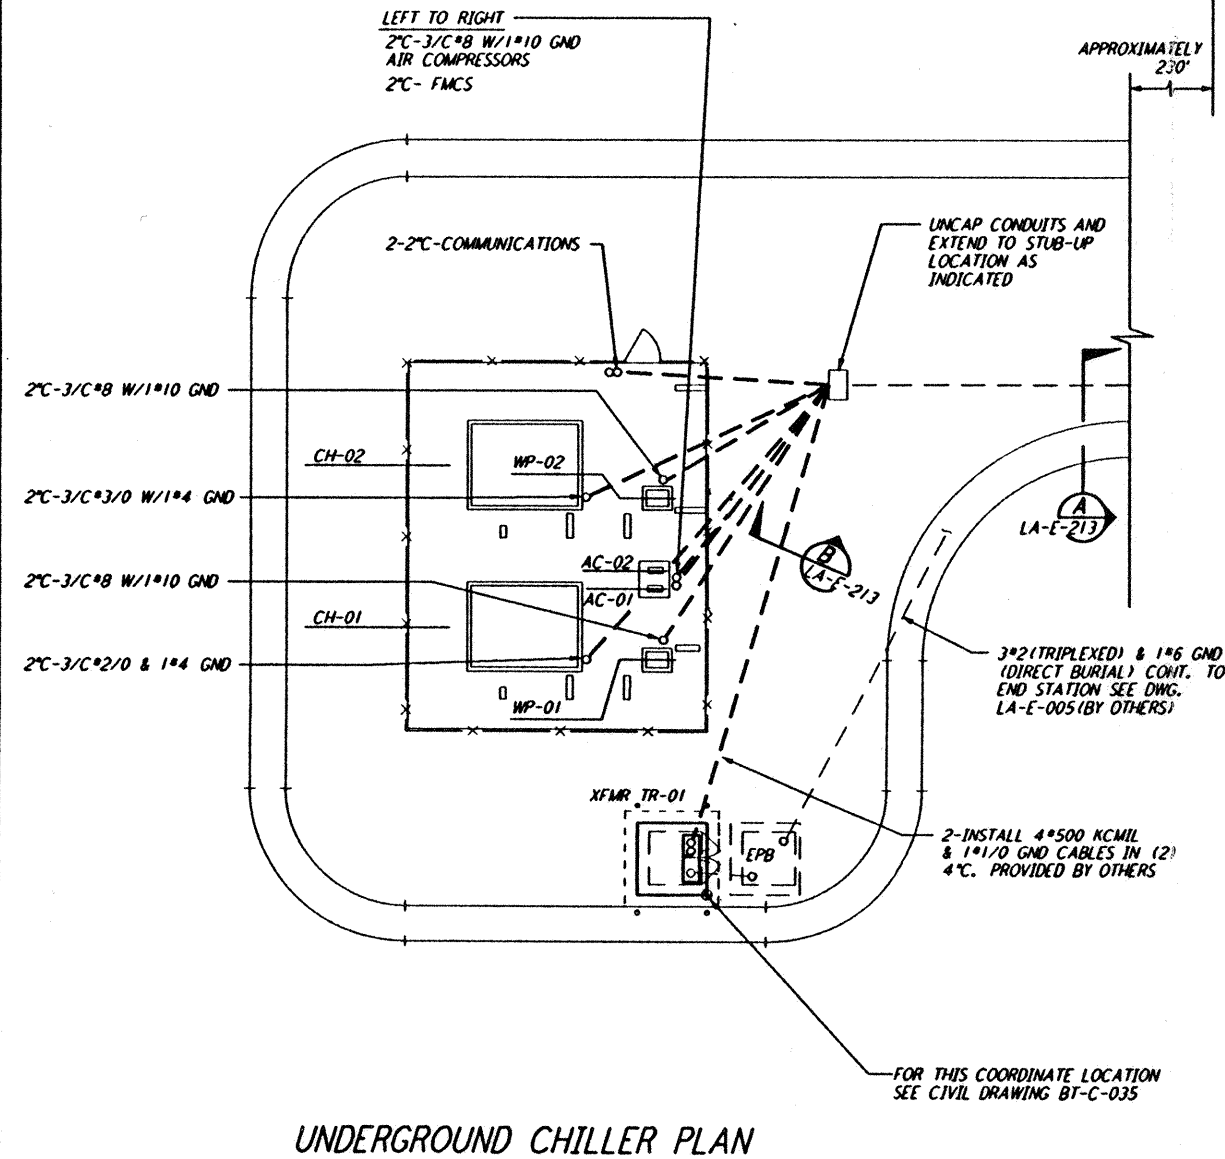 LEFT TO RIGHT
2"C-3/C#8 W/1#10 GND
AIR COMPRESSORS
2"C- FMCS
APPROXIMATELY
230'
2-2"C-COMMUNICATIONS
UNCAP CONDUITS AND
EXTEND TO STUB-UP
LOCATION AS
INDICATED
2"C-3/C#8 W/1#10 GND
CH-02
WP-02
2"C-3/C#3/0 W/1#4 GND
A
LA-E-213
AC-02
B
LA-E-213
2"C-3/C#8 W/1#10 GND
AC-01
CH-01
2"C-3/C#2/0 & 1#4 GND
WP-01
3#2(TRIPLEXED) & 1#6 GND
(DIRECT BURIAL) CONT. TO
END STATION SEE DWG.
LA-E-005(BY OTHERS)
XFMR TR-01
EPB
2-INSTALL 4#500 KCMIL
& 1#1/0 GND CABLES IN (2)
4"C. PROVIDED BY OTHERS
FOR THIS COORDINATE LOCATION
SEE CIVIL DRAWING BT-C-035
UNDERGROUND CHILLER PLAN